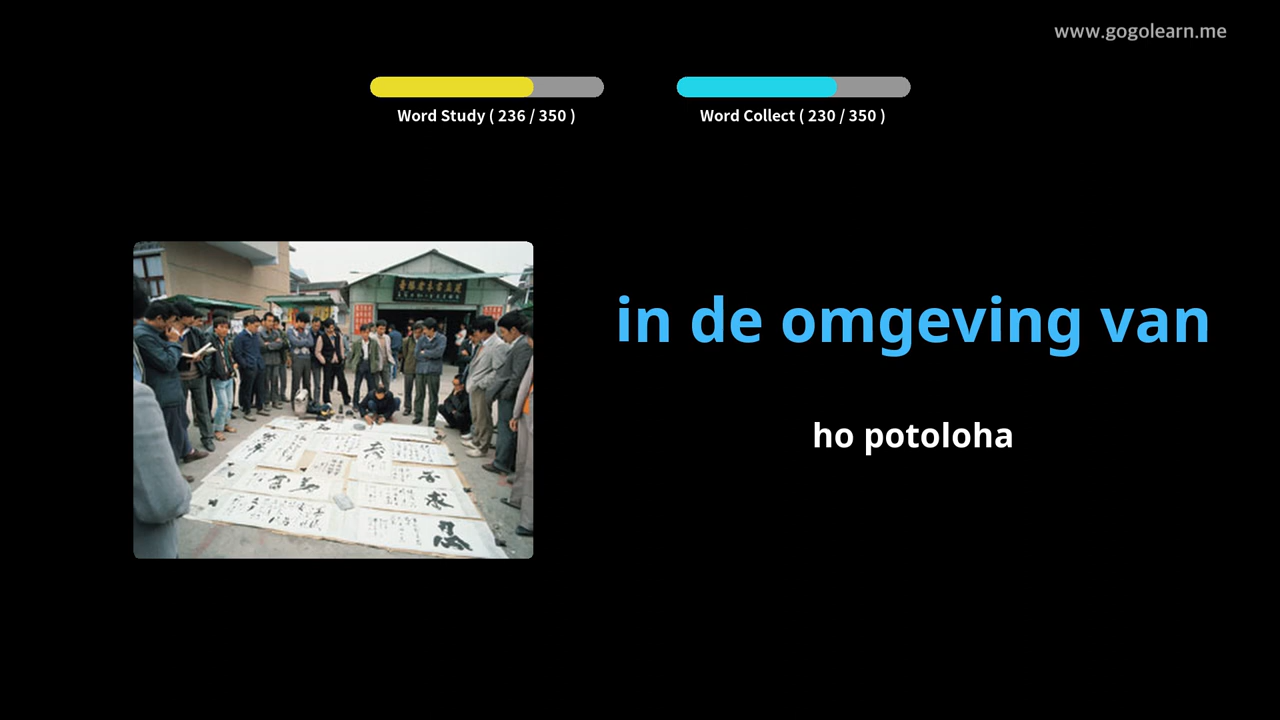 www.gogolearn.me
Word Study ( 236 / 350 )
Word Collect ( 230 / 350 )
in de omgeving van
ho potoloha